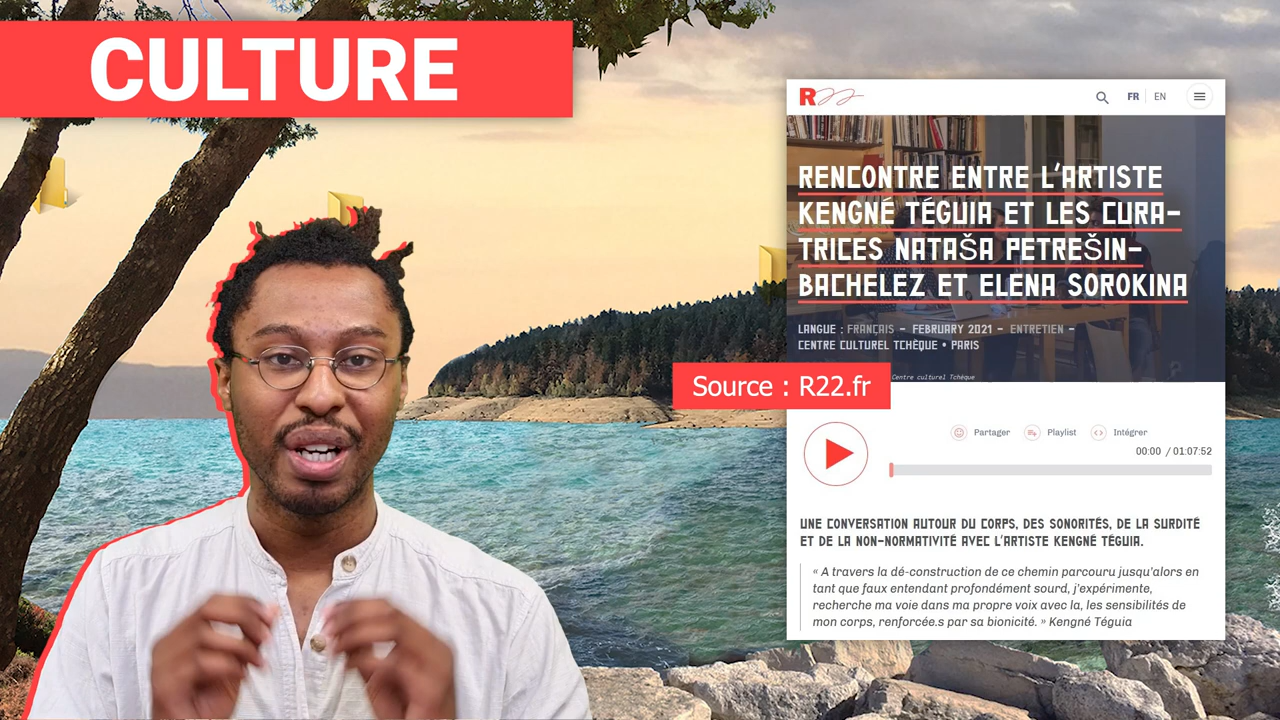 CULTURE
R22
FR | EN
RENCONTRE ENTRE L'ARTISTE
KENGNÉ TÉGUIA ET LES CURA-
TRICES NATAŠA PETREŠIN-
BACHELEZ ET ELENA SOROKINA
LANGUE : FRANÇAIS – FEBRUARY 2021 – ENTRETIEN –
CENTRE CULTUREL TCHÈQUE • PARIS
Centre culturel Tchèque
Source : R22.fr
Partager Playlist Intégrer
00:00 / 01:07:52
UNE CONVERSATION AUTOUR DU CORPS, DES SONORITÉS, DE LA SURDITÉ
ET DE LA NON-NORMATIVITÉ AVEC L'ARTISTE KENGNÉ TÉGUIA.
« A travers la dé-construction de ce chemin parcouru jusqu'alors en
tant que faux entendant profondément sourd, j'expérimente,
recherche ma voie dans ma propre voix avec la, les sensibilités de
mon corps, renforcée.s par sa bionicité. » Kengné Téguia